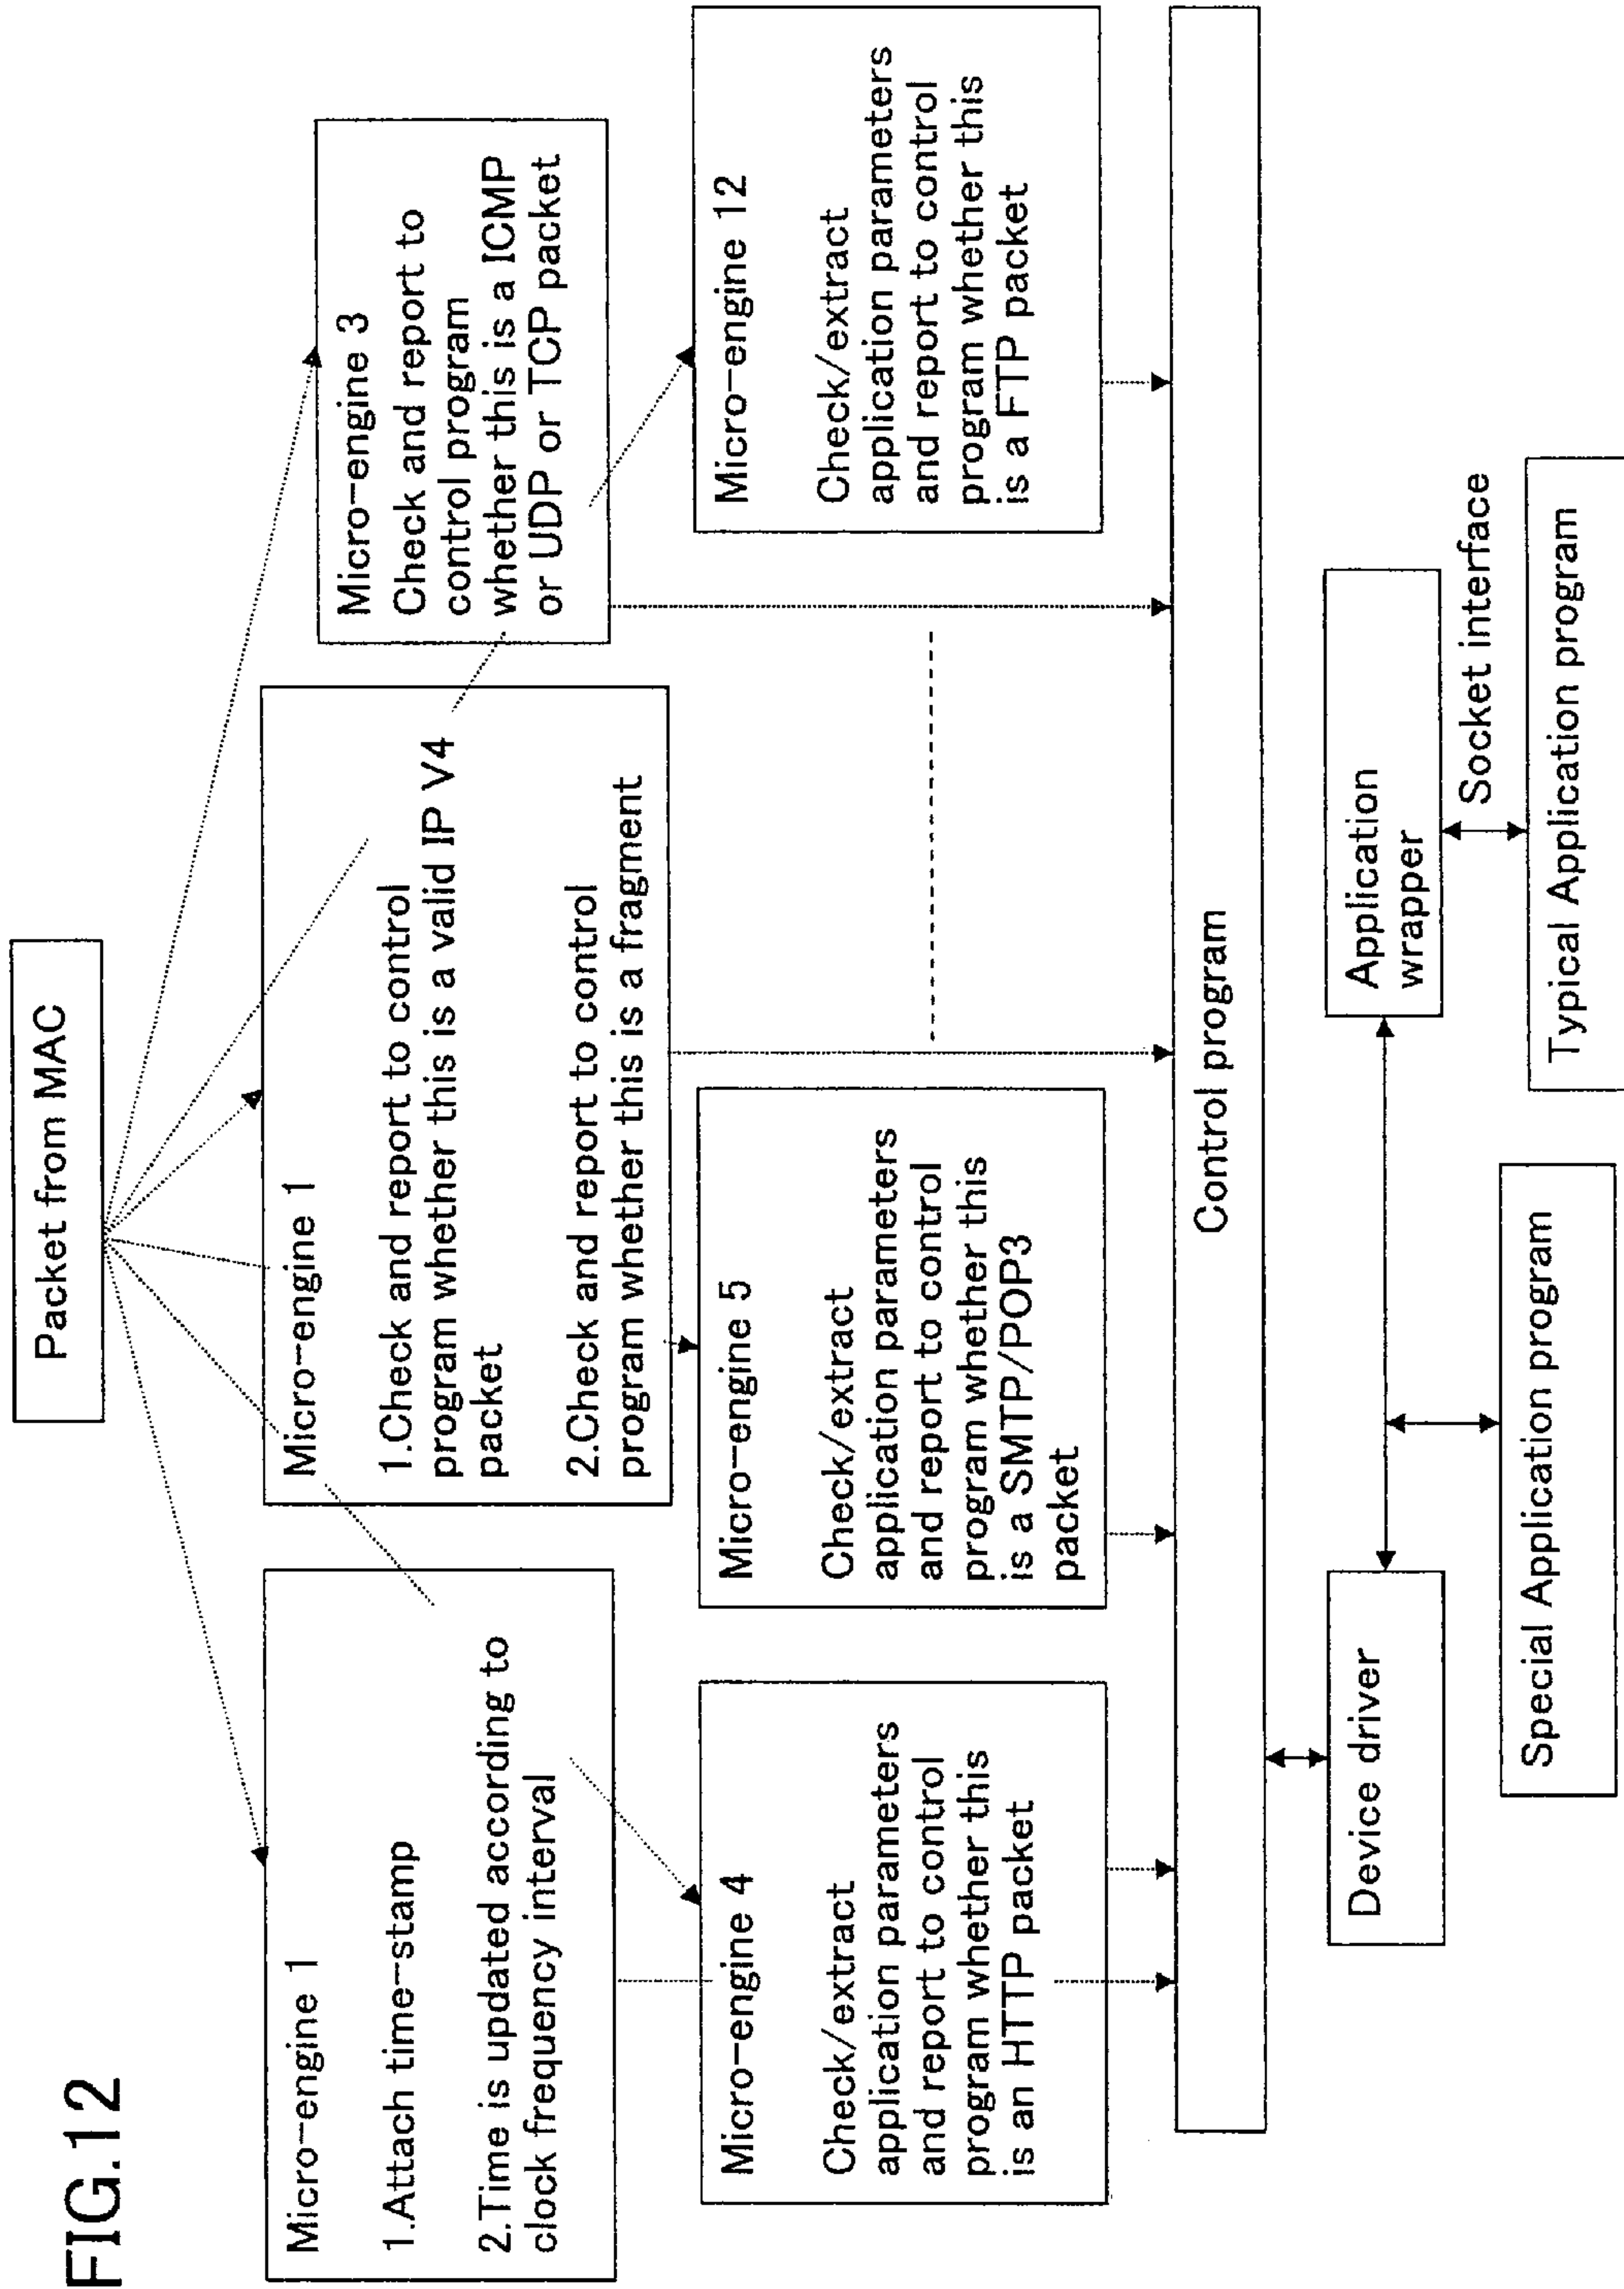 FIG.12
Packet from MAC
Micro-engine 1
1.Attach time-stamp
2.Time is updated according to
clock frequency interval
Micro-engine 1
1.Check and report to control
program whether this is a valid IP V4
packet
2.Check and report to control
program whether this is a fragment
Micro-engine 3
Check and report to
control program
whether this is a ICMP
or UDP or TCP packet
Micro-engine 4
Check/extract
application parameters
and report to control
program whether this
is an HTTP packet
Micro-engine 5
Check/extract
application parameters
and report to control
program whether this
is a SMTP/POP3
packet
Micro-engine 12
Check/extract
application parameters
and report to control
program whether this
is a FTP packet
Control program
Device driver
Application
wrapper
Socket interface
Special Application program
Typical Application program